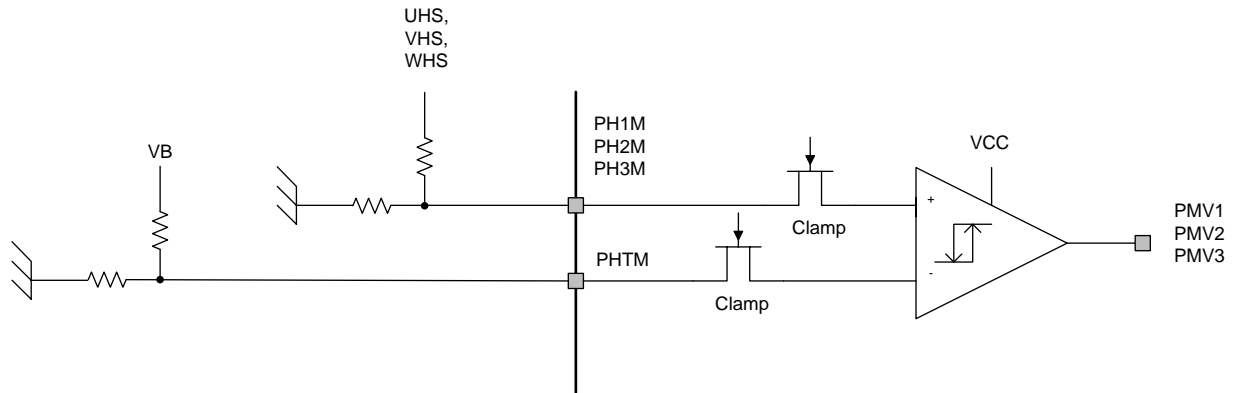 UHS,
VHS,
WHS
VB
PH1M
PH2M
PH3M
VCC
Clamp
PHTM
Clamp
+
-
PMV1
PMV2
PMV3